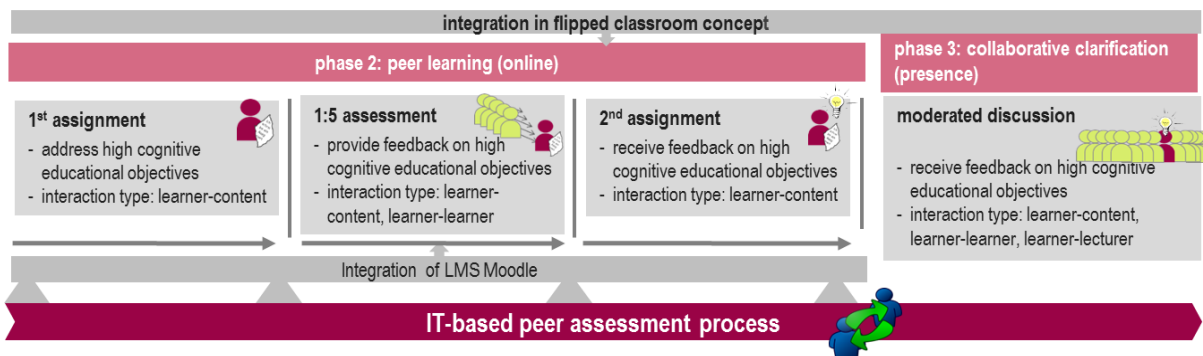 integration in flipped classroom concept
phase 2: peer learning (online)
phase 3: collaborative clarification
(presence)
1st assignment
- address high cognitive
educational objectives
- interaction type: learner-content
1:5 assessment
- provide feedback on high
cognitive educational objectives
- interaction type: learner-
content, learner-learner
2nd assignment
- receive feedback on high
cognitive educational objectives
- interaction type: learner-content
moderated discussion
- receive feedback on high cognitive
educational objectives
- interaction type: learner-content,
learner-learner, learner-lecturer
Integration of LMS Moodle
IT-based peer assessment process